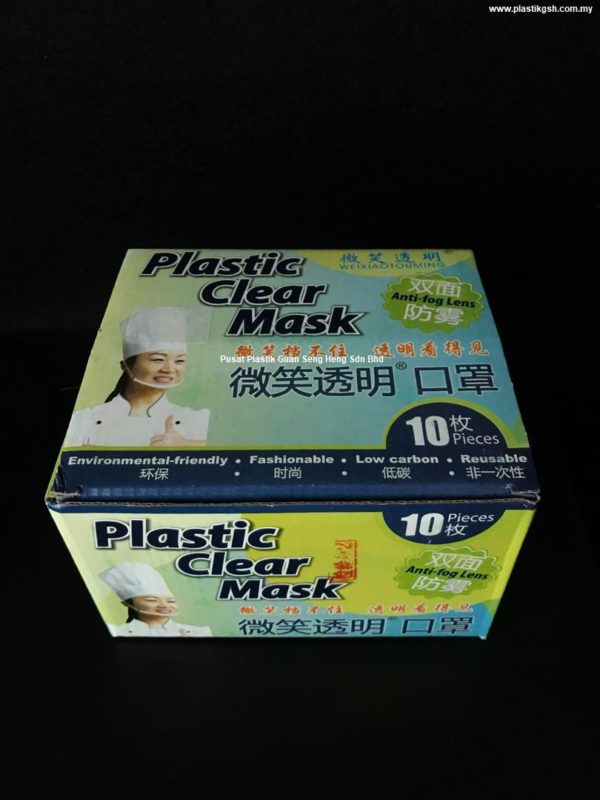 www.plastikgsh.com.my
Plastic
Clear
Mask
微笑透明®
WEIXIAOTOUMING
双面
Anti-fog Lens
防雾
微笑档不住 透明看得见
Pusat Plastik Guan Seng Heng Sdn Bhd
微笑透明® 口罩
10枚
Pieces
Environmental-friendly • Fashionable • Low carbon • Reusable
环保 • 时尚 • 低碳 • 非一次性
Plastic
Clear
Mask
10 Pieces
枚
双面
Anti-fog Lens
防雾
微笑档不住 透明看得见
微笑透明® 口罩